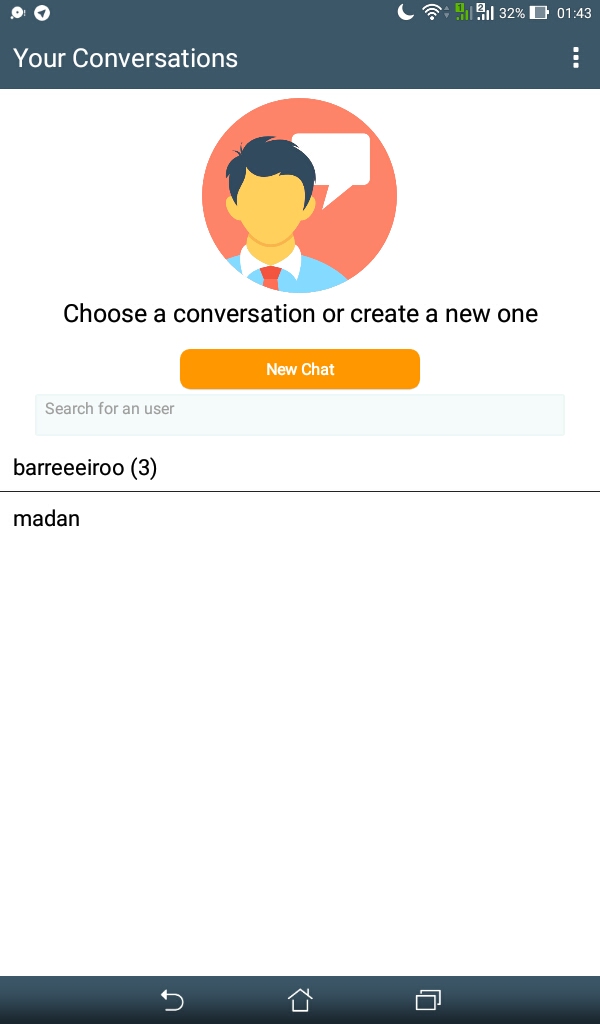 1 2 32% 01:43
Your Conversations
Choose a conversation or create a new one
New Chat
Search for an user
barreeeiroo (3)
madan